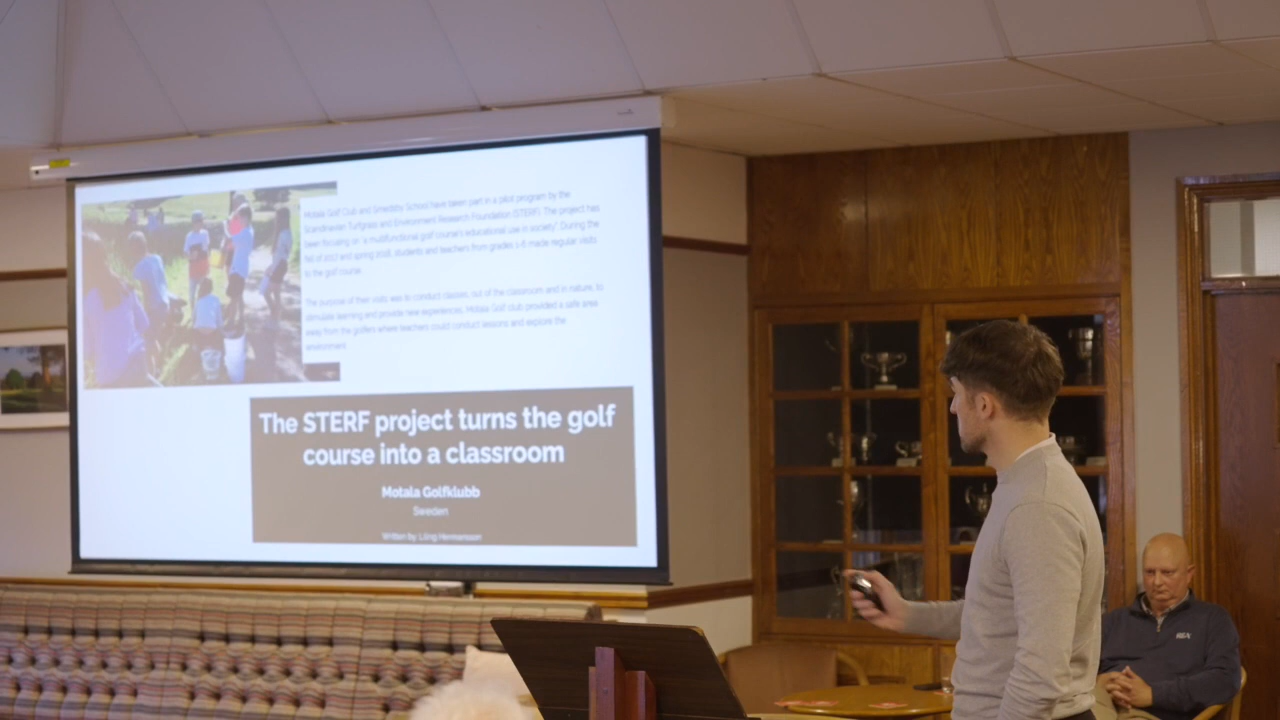 Motala Golf Club and Smedsby School have been part in a pilot program by the
Scandinavian Turfgrass and Environment Research Foundation (STERF). The project has
been focusing on "a multifunctional golf course's educational use in society". During the
fall of 2017 and spring 2018, students and teachers from grades 1-6 made regular visits
to the golf course.
The purpose of their visits was to conduct classes, out of the classroom and in nature, to
stimulate learning and provide new experiences. Motala Golf club provided a safe area
away from the golfers where teachers could conduct lessons and explore the
environment.
The STERF project turns the golf
course into a classroom
Motala Golfklubb
Sweden
Written by: Hermansson
R&A